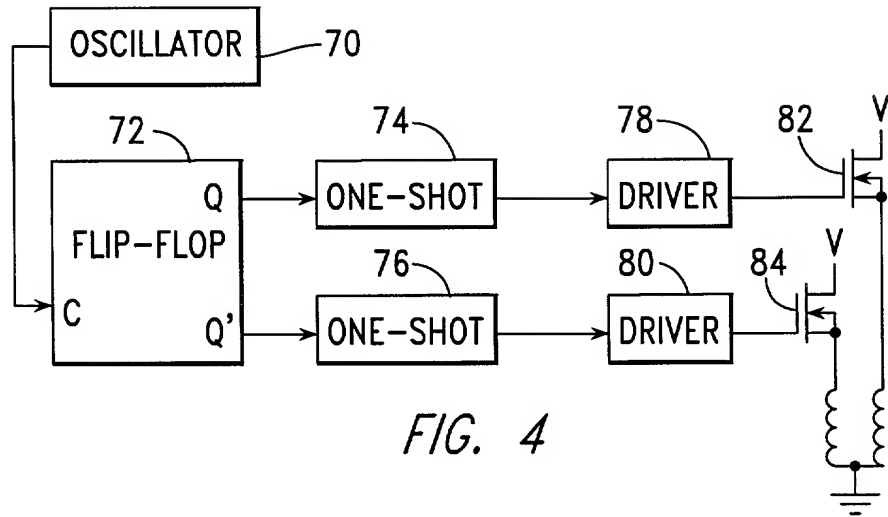 OSCILLATOR
70
72
74
78
82
V
Q
ONE-SHOT
DRIVER
FLIP-FLOP
76
80
84
V
C
Q'
ONE-SHOT
DRIVER
FIG. 4